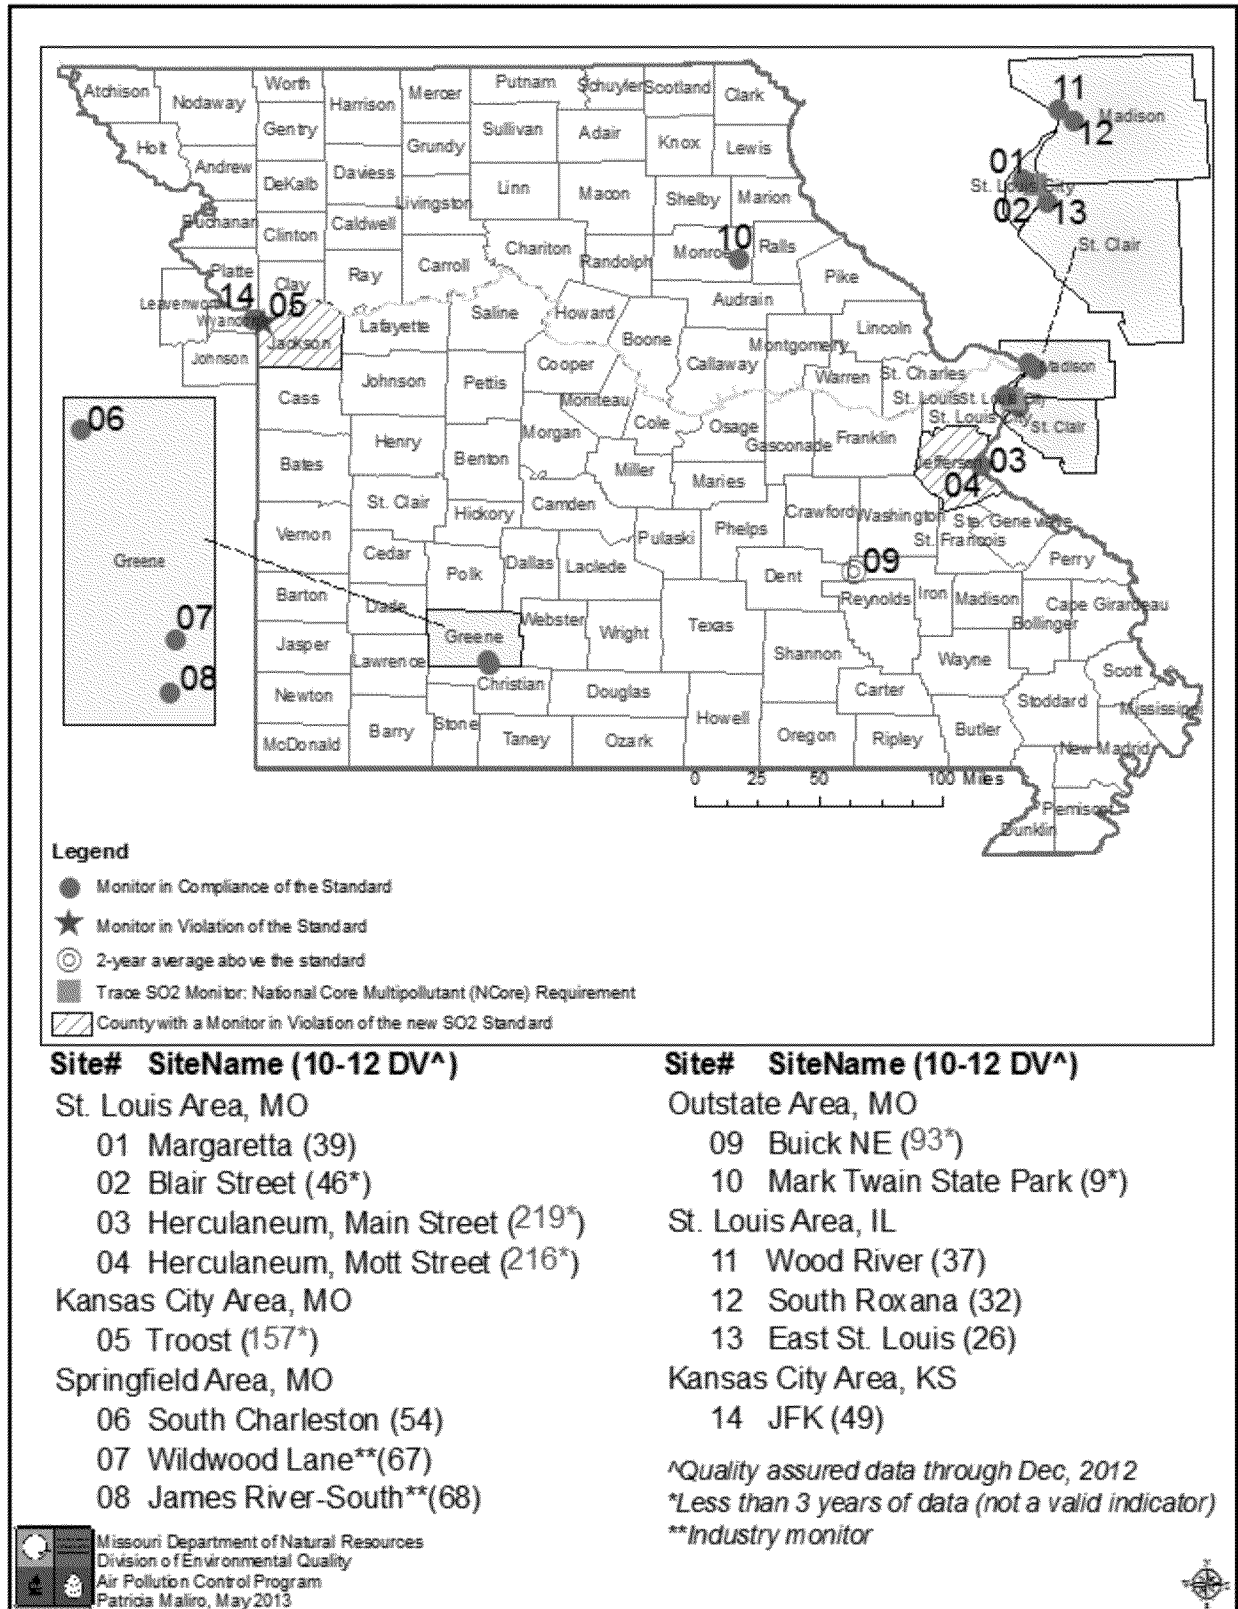 Atchison
Nodaway
Worth
Harrison
Mercer
Putnam
Schuyler
Scotland
Clark
Gentry
Sullivan
Adair
Knox
Lewis
Holt
Andrew
DeKalb
Daviess
Grundy
Linn
Macon
Shelby
Marion
Livingston
Buchanan
Clinton
Caldwell
Chariton
Randolph
Monroe
10
Ralls
Platte
Clay
Ray
Carroll
Pike
Audrain
Leavenworth
14
05
Wyandotte
Jackson
Lafayette
Saline
Howard
Boone
Callaway
Montgomery
Lincoln
Johnson
Cass
Johnson
Pettis
Cooper
Moniteau
Cole
Osage
Gasconade
Warren
St. Charles
St. Louis
St. Louis City
St. Louis City
Madison
St. Clair
Franklin
Jefferson
03
04
Bates
Henry
Benton
Morgan
Miller
Maries
Camden
St. Clair
Hickory
Vernon
Cedar
Polk
Dallas
Laclede
Pulaski
Phelps
Crawford
Washington
Ste. Genevieve
St. Francois
Perry
09
Dent
Reynolds
Iron
Madison
Cape Girardeau
Bollinger
Barton
Dade
Greene
Webster
Wright
Texas
Shannon
Wayne
Scott
Jasper
Lawrence
Christian
Douglas
Howell
Carter
Stoddard
Mississippi
Newton
Barry
Stone
Taney
Ozark
Oregon
Ripley
Butler
New Madrid
McDonald
Pemiscot
Dunklin
06
Greene
07
08
11
Madison
12
01
St. Louis City
02
13
St. Clair
0 25 50 100 Miles
Legend
Monitor in Compliance of the Standard
Monitor in Violation of the Standard
2-year average above the standard
Trace SO2 Monitor: National Core Multipollutant (NCore) Requirement
County with a Monitor in Violation of the new SO2 Standard
Site# SiteName (10-12 DV^)
St. Louis Area, MO
01 Margaretta (39)
02 Blair Street (46*)
03 Herculaneum, Main Street (219*)
04 Herculaneum, Mott Street (216*)
Kansas City Area, MO
05 Troost (157*)
Springfield Area, MO
06 South Charleston (54)
07 Wildwood Lane**(67)
08 James River-South**(68)
Site# SiteName (10-12 DV^)
Outstate Area, MO
09 Buick NE (93*)
10 Mark Twain State Park (9*)
St. Louis Area, IL
11 Wood River (37)
12 South Roxana (32)
13 East St. Louis (26)
Kansas City Area, KS
14 JFK (49)
^Quality assured data through Dec, 2012
*Less than 3 years of data (not a valid indicator)
**Industry monitor
Missouri Department of Natural Resources
Division of Environmental Quality
Air Pollution Control Program
Patricia Maliro, May 2013